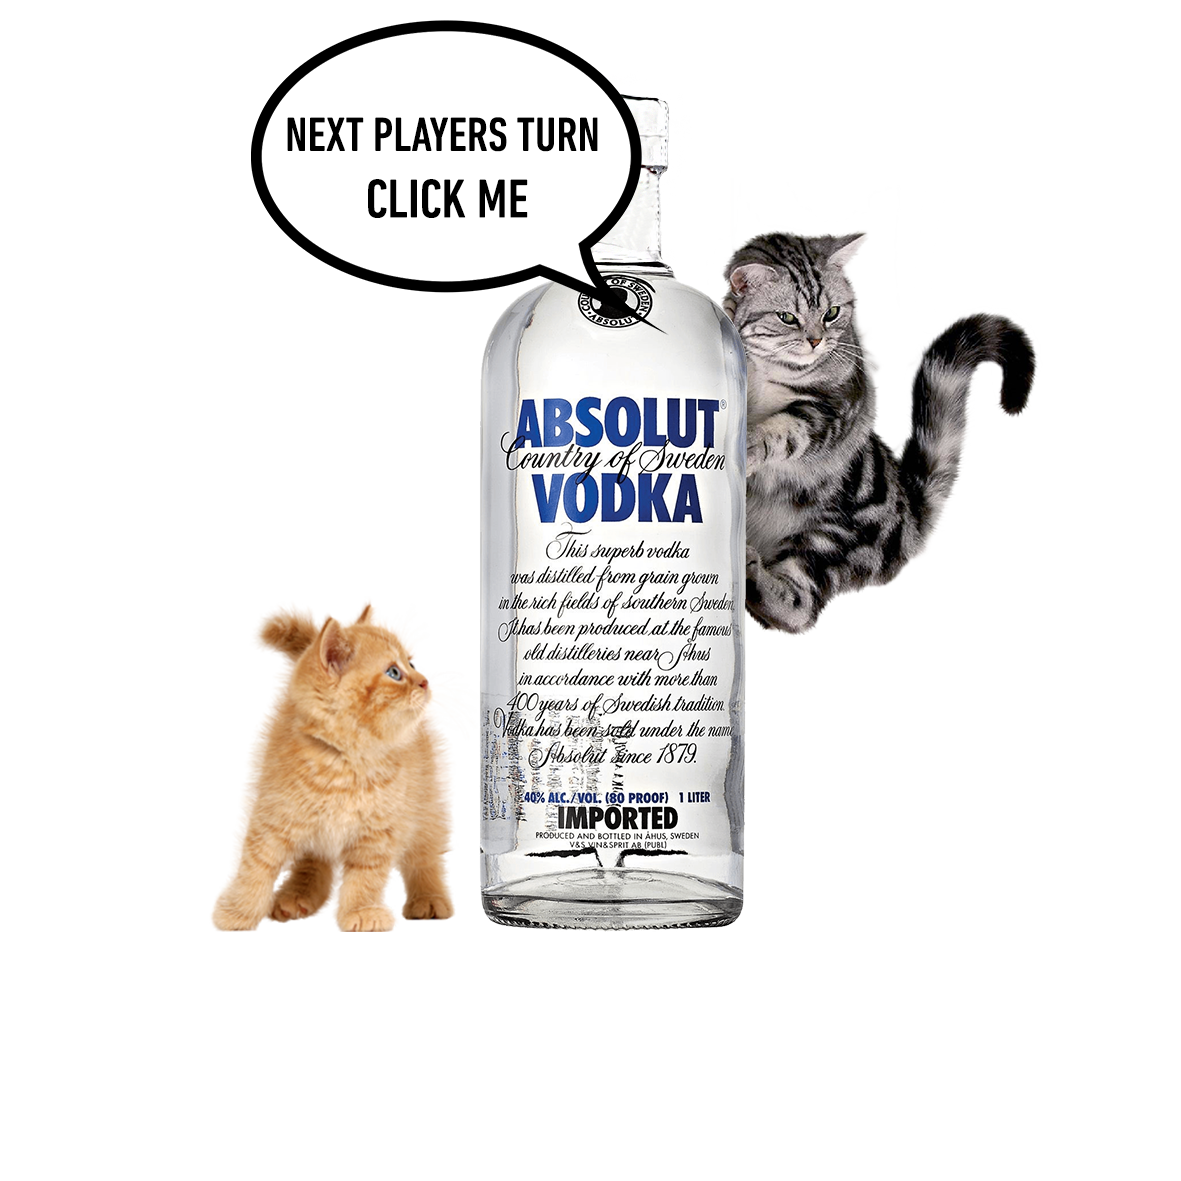 NEXT PLAYERS TURN
CLICK ME
OF SWEDEN
ABSOLU
ABSOLUT®
Country of Sweden
VODKA
This superb vodka
was distilled from grain grown
in the rich fields of southern Sweden.
It has been produced at the famous
old distilleries near Åhus
in accordance with more than
400 years of Swedish tradition.
Vodka has been sold under the name
Absolut since 1879.
40% ALC./VOL. (80 PROOF) 1 LITER
IMPORTED
PRODUCED AND BOTTLED IN ÅHUS, SWEDEN
V&S VIN&SPRIT AB (PUBL)